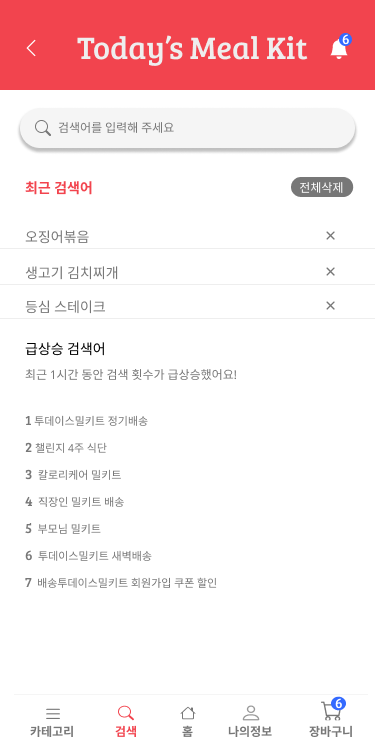 Today's Meal Kit
6
검색어를 입력해 주세요
최근 검색어
전체삭제
오징어볶음
생고기 김치찌개
등심 스테이크
급상승 검색어
최근 1시간 동안 검색 횟수가 급상승했어요!
1 투데이스밀키트 정기배송
2 챌린지 4주 식단
3 칼로리케어 밀키트
4 직장인 밀키트 배송
5 부모님 밀키트
6 투데이스밀키트 새벽배송
7 배송투데이스밀키트 회원가입 쿠폰 할인
6
카테고리 검색 홈 나의정보 장바구니